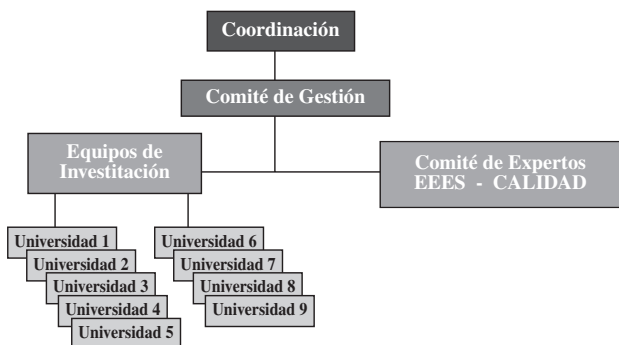 Coordinación
Comité de Gestión
Equipos de
Investitación
Comité de Expertos
EEES - CALIDAD
Universidad 1
Universidad 2
Universidad 3
Universidad 4
Universidad 5
Universidad 6
Universidad 7
Universidad 8
Universidad 9